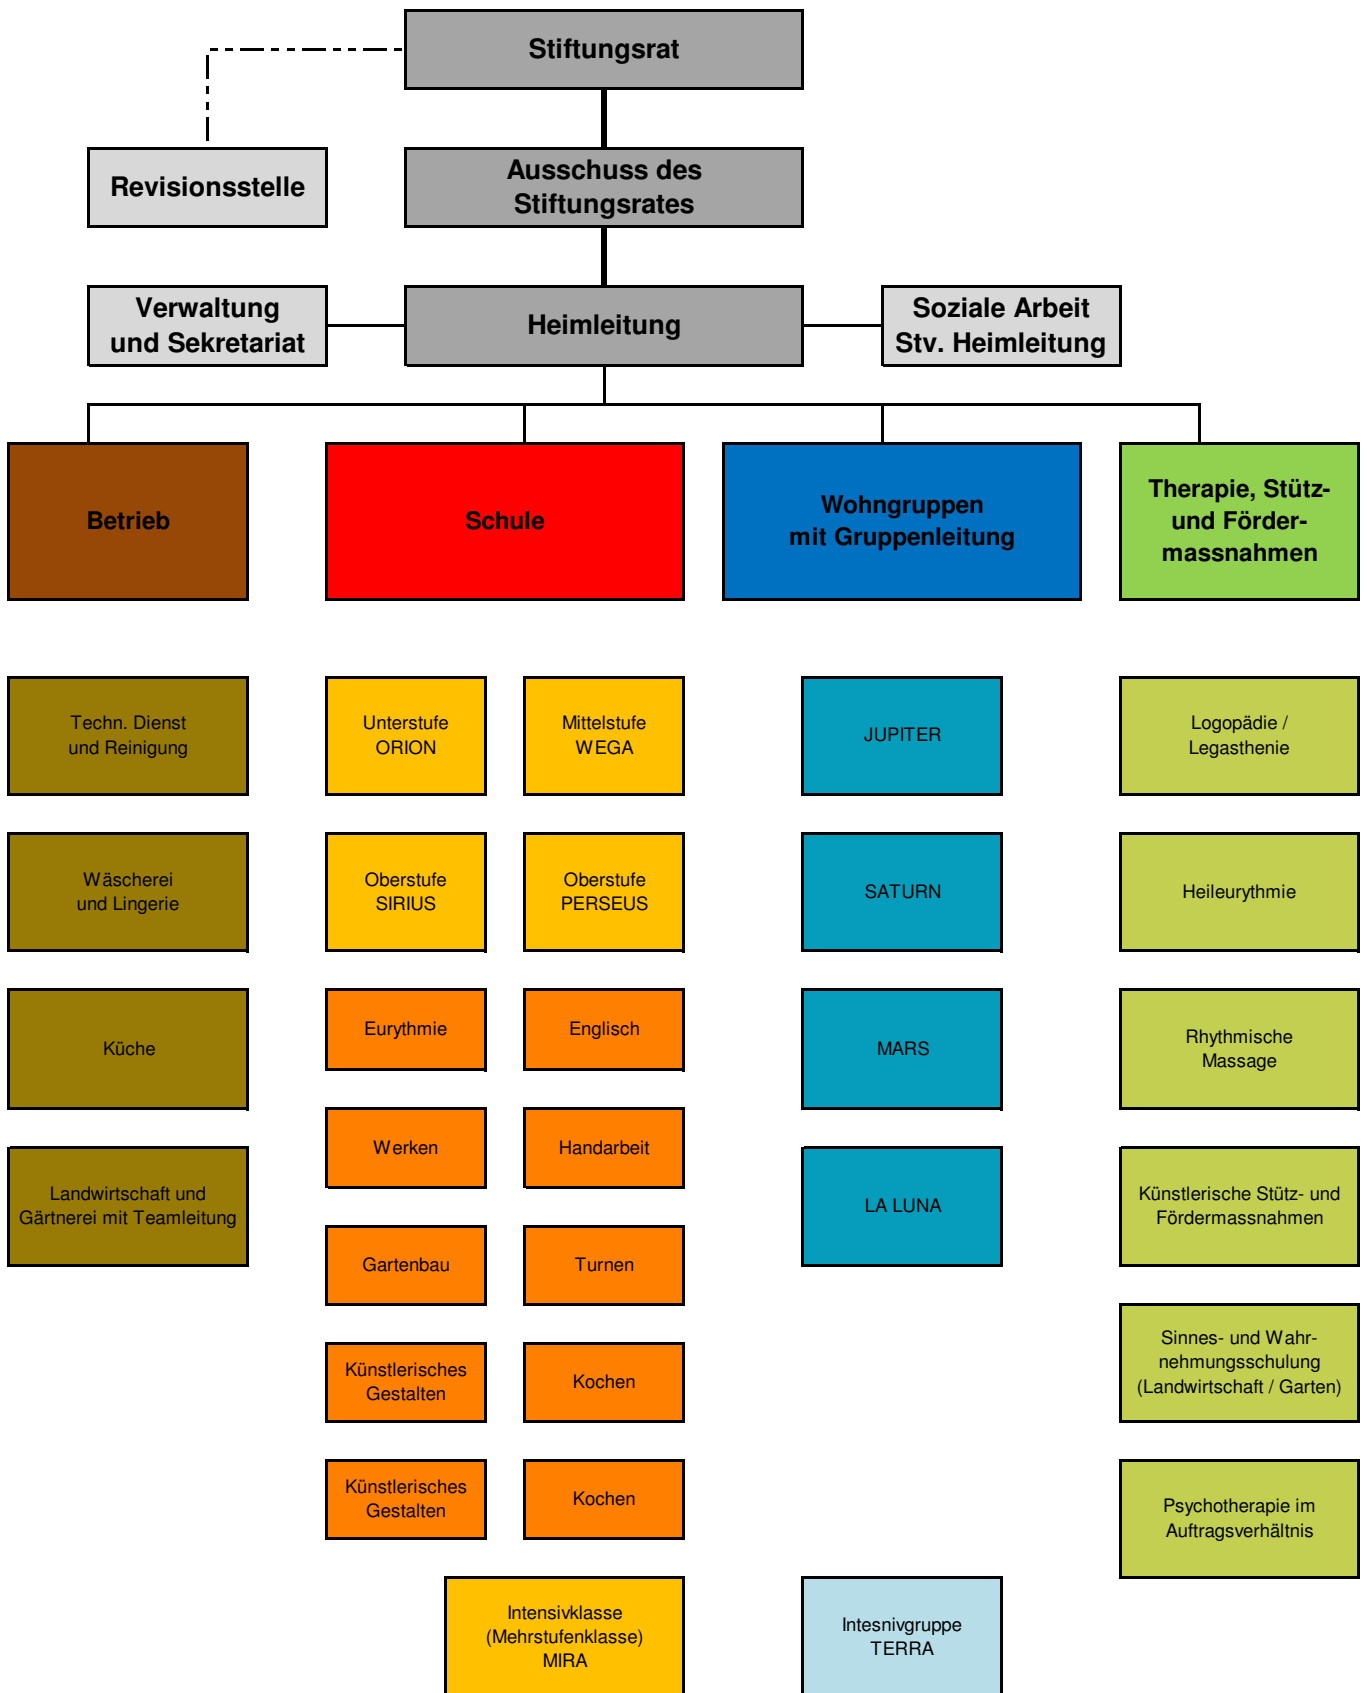 Stiftungsrat
Revisionsstelle
Ausschuss des
Stiftungsrates
Verwaltung
und Sekretariat
Heimleitung
Soziale Arbeit
Stv. Heimleitung
Betrieb
Schule
Wohngruppen
mit Gruppenleitung
Therapie, Stütz-
und Förder-
massnahmen
Techn. Dienst
und Reinigung
Unterstufe
ORION
Mittelstufe
WEGA
JUPITER
Logopädie /
Legasthenie
Wäscherei
und Lingerie
Oberstufe
SIRIUS
Oberstufe
PERSEUS
SATURN
Heileurythmie
Küche
Eurythmie
Englisch
MARS
Rhythmische
Massage
Werken
Handarbeit
Landwirtschaft und
Gärtnerei mit Teamleitung
LA LUNA
Künstlerische Stütz- und
Fördermassnahmen
Gartenbau
Turnen
Künstlerisches
Gestalten
Kochen
Sinnes- und Wahr-
nehmungsschulung
(Landwirtschaft / Garten)
Künstlerisches
Gestalten
Kochen
Psychotherapie im
Auftragsverhältnis
Intensivklasse
(Mehrstufenklasse)
MIRA
Intesnivgruppe
TERRA